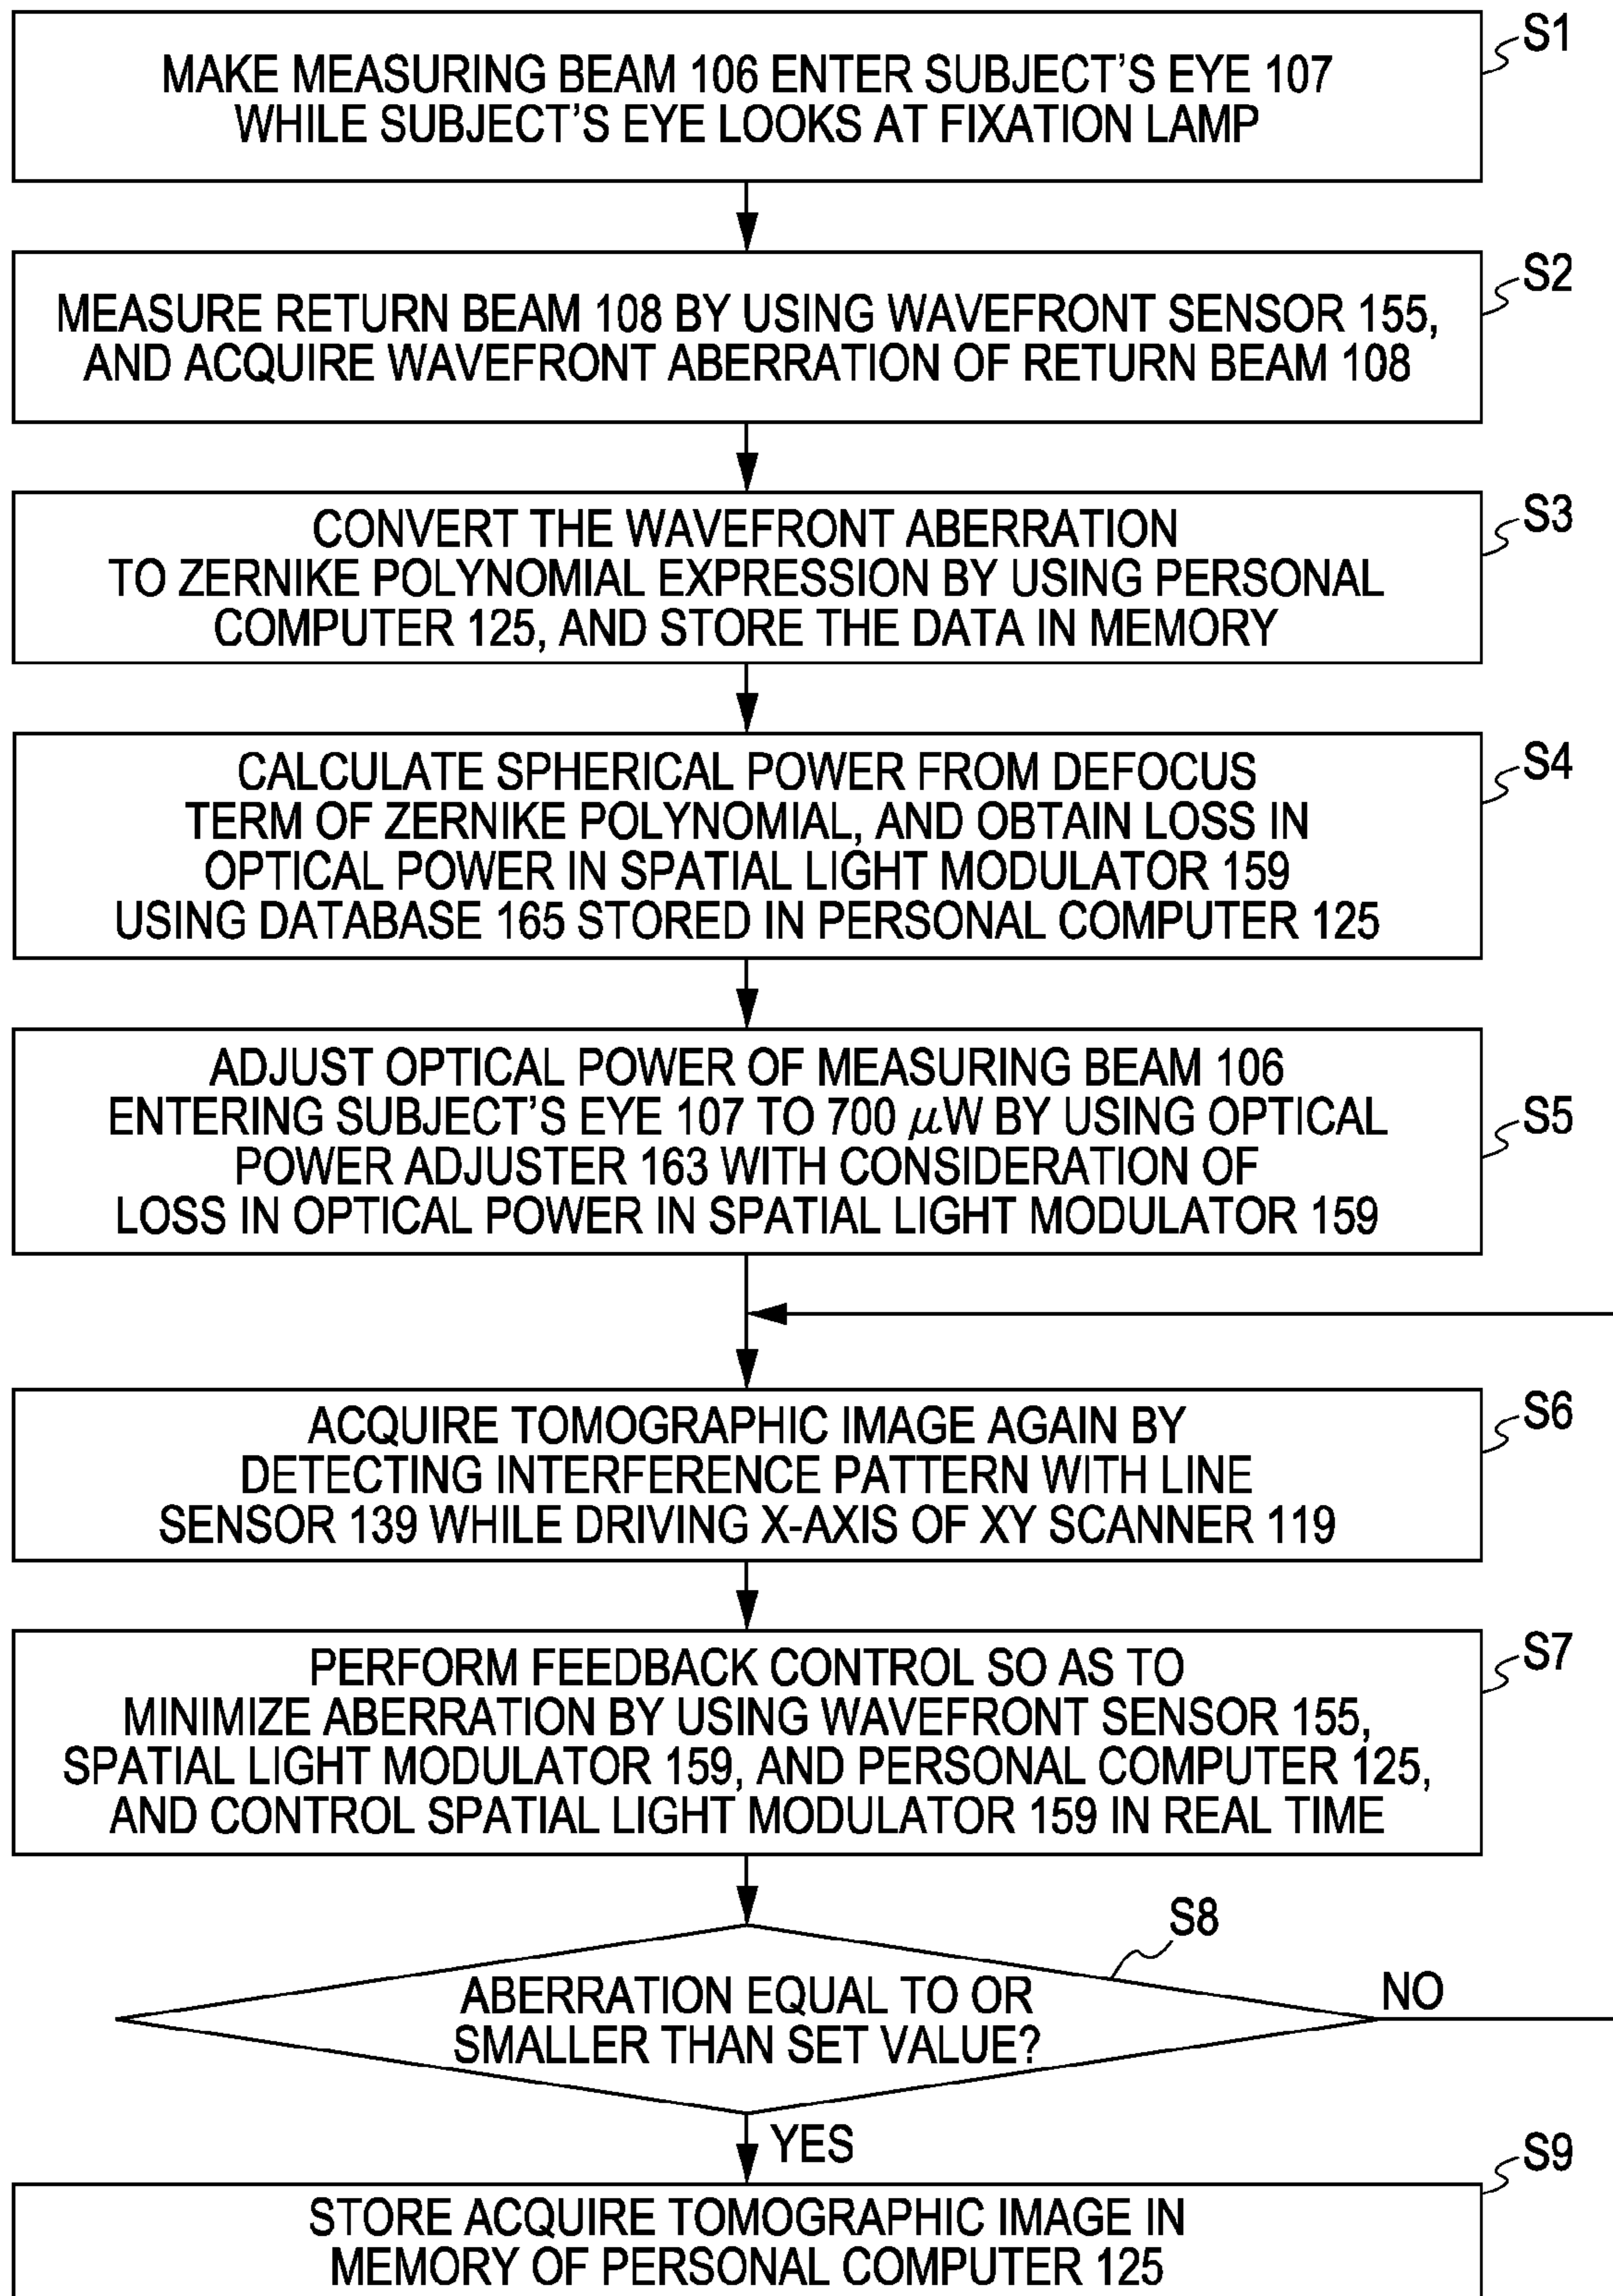 S1
MAKE MEASURING BEAM 106 ENTER SUBJECT'S EYE 107
WHILE SUBJECT'S EYE LOOKS AT FIXATION LAMP
S2
MEASURE RETURN BEAM 108 BY USING WAVEFRONT SENSOR 155,
AND ACQUIRE WAVEFRONT ABERRATION OF RETURN BEAM 108
S3
CONVERT THE WAVEFRONT ABERRATION
TO ZERNIKE POLYNOMIAL EXPRESSION BY USING PERSONAL
COMPUTER 125, AND STORE THE DATA IN MEMORY
S4
CALCULATE SPHERICAL POWER FROM DEFOCUS
TERM OF ZERNIKE POLYNOMIAL, AND OBTAIN LOSS IN
OPTICAL POWER IN SPATIAL LIGHT MODULATOR 159
USING DATABASE 165 STORED IN PERSONAL COMPUTER 125
S5
ADJUST OPTICAL POWER OF MEASURING BEAM 106
ENTERING SUBJECT'S EYE 107 TO 700 μW BY USING OPTICAL
POWER ADJUSTER 163 WITH CONSIDERATION OF
LOSS IN OPTICAL POWER IN SPATIAL LIGHT MODULATOR 159
S6
ACQUIRE TOMOGRAPHIC IMAGE AGAIN BY
DETECTING INTERFERENCE PATTERN WITH LINE
SENSOR 139 WHILE DRIVING X-AXIS OF XY SCANNER 119
S7
PERFORM FEEDBACK CONTROL SO AS TO
MINIMIZE ABERRATION BY USING WAVEFRONT SENSOR 155,
SPATIAL LIGHT MODULATOR 159, AND PERSONAL COMPUTER 125,
AND CONTROL SPATIAL LIGHT MODULATOR 159 IN REAL TIME
S8
ABERRATION EQUAL TO OR
SMALLER THAN SET VALUE?
NO
YES
S9
STORE ACQUIRE TOMOGRAPHIC IMAGE IN
MEMORY OF PERSONAL COMPUTER 125